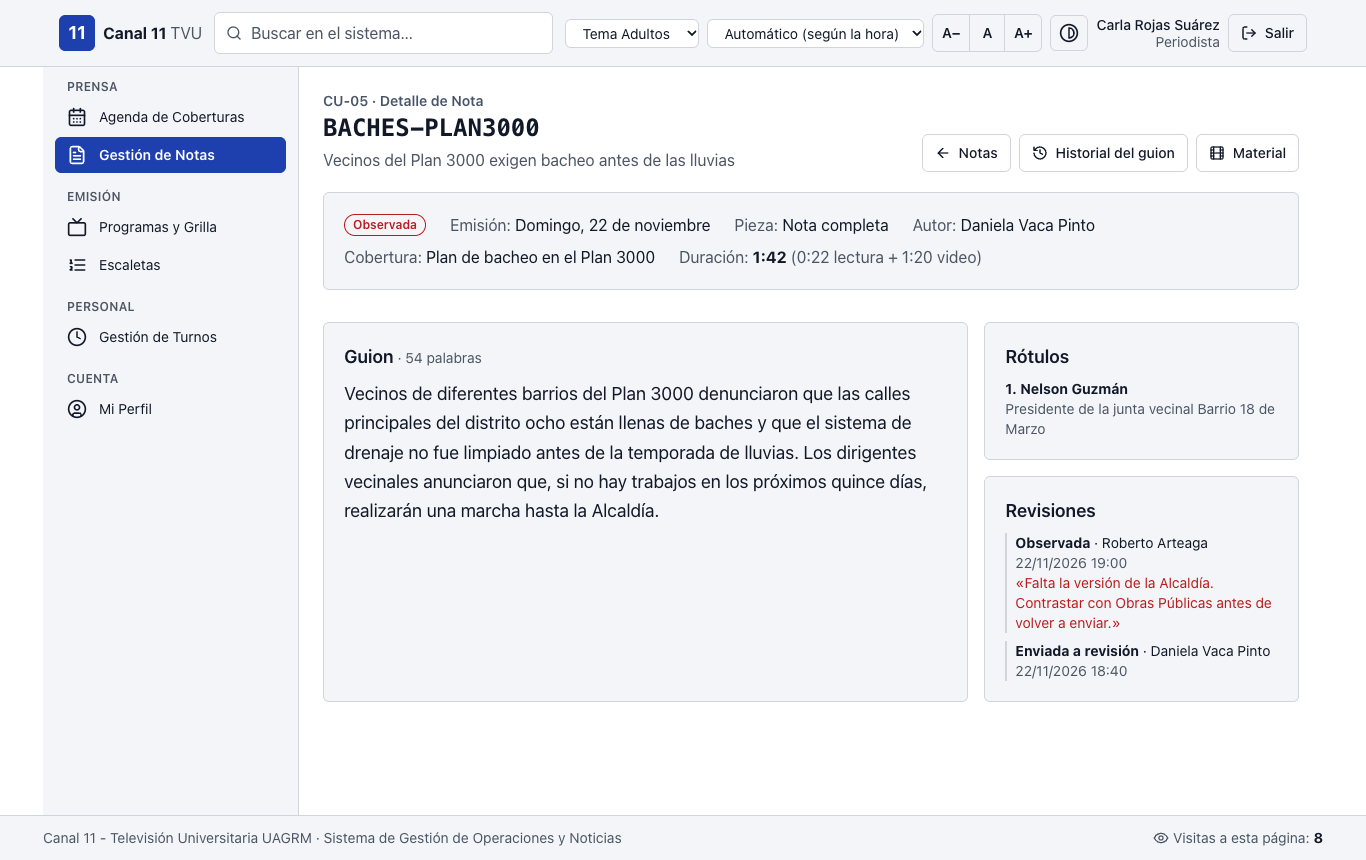 11 Canal 11 TVU
Buscar en el sistema...
Tema Adultos
Automático (según la hora)
A− A A+
Carla Rojas Suárez
Periodista
Salir
PRENSA
Agenda de Coberturas
Gestión de Notas
EMISIÓN
Programas y Grilla
Escaletas
PERSONAL
Gestión de Turnos
CUENTA
Mi Perfil
CU-05 · Detalle de Nota
BACHES-PLAN3000
Vecinos del Plan 3000 exigen bacheo antes de las lluvias
Notas
Historial del guion
Material
Observada Emisión: Domingo, 22 de noviembre Pieza: Nota completa Autor: Daniela Vaca Pinto
Cobertura: Plan de bacheo en el Plan 3000 Duración: 1:42 (0:22 lectura + 1:20 video)
Guion · 54 palabras
Vecinos de diferentes barrios del Plan 3000 denunciaron que las calles
principales del distrito ocho están llenas de baches y que el sistema de
drenaje no fue limpiado antes de la temporada de lluvias. Los dirigentes
vecinales anunciaron que, si no hay trabajos en los próximos quince días,
realizarán una marcha hasta la Alcaldía.
Rótulos
1. Nelson Guzmán
Presidente de la junta vecinal Barrio 18 de
Marzo
Revisiones
Observada · Roberto Arteaga
22/11/2026 19:00
«Falta la versión de la Alcaldía.
Contrastar con Obras Públicas antes de
volver a enviar.»
Enviada a revisión · Daniela Vaca Pinto
22/11/2026 18:40
Canal 11 - Televisión Universitaria UAGRM · Sistema de Gestión de Operaciones y Noticias
Visitas a esta página: 8